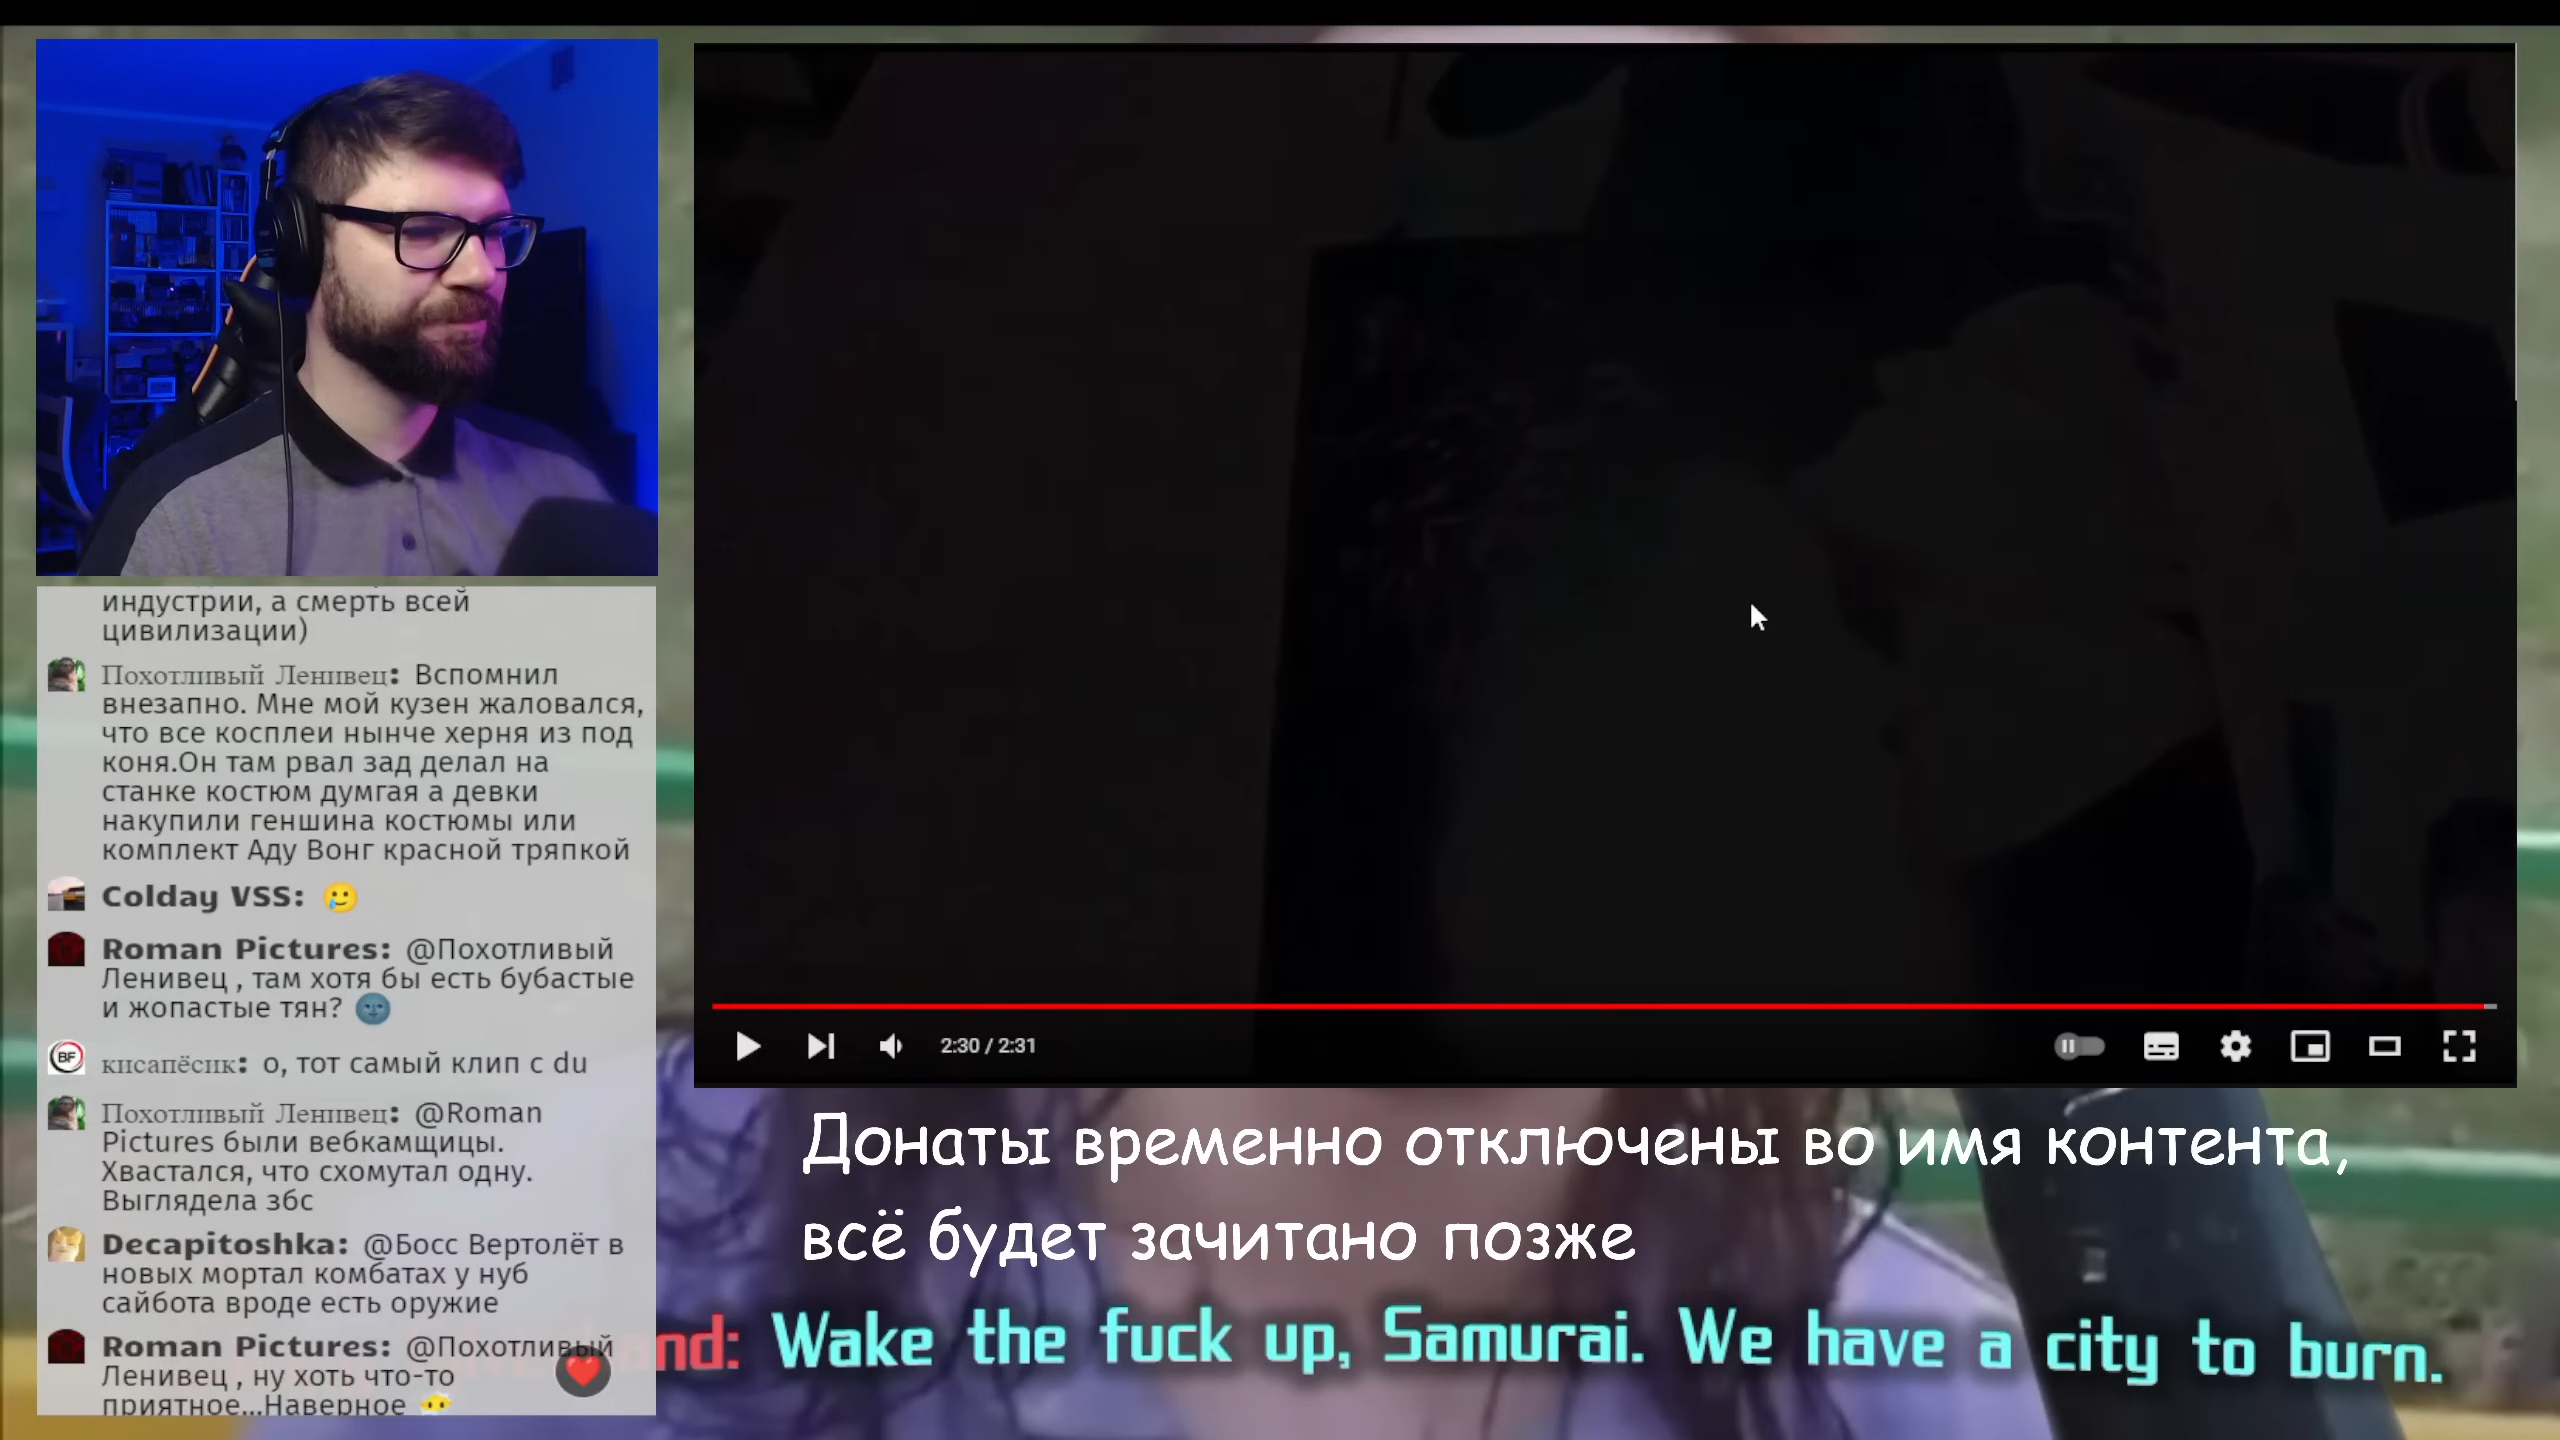 индустрии, а смерть всей
цивилизации)
Похотливый Ленивец: Вспомнил
внезапно. Мне мой кузен жаловался,
что все косплеи нынче херня из под
коня.Он там рвал зад делал на
станке костюм думгая а девки
накупили геншина костюмы или
комплект Аду Вонг красной тряпкой
Colday VSS: 🥲
Roman Pictures: @Похотливый
Ленивец , там хотя бы есть бубастые
и жопастые тян? 🌚
BF
кисапёсик: о, тот самый клип с du
Похотливый Ленивец: @Roman
Pictures были вебкамщицы.
Хвастался, что схомутал одну.
Выглядела збс
Decapitoshka: @Босс Вертолёт в
новых мортал комбатах у нуб
сайбота вроде есть оружие
Roman Pictures: @Похотливый
Ленивец , ну хоть что-то
приятное...Наверное
2:30 / 2:31
Донаты временно отключены во имя контента,
всё будет зачитано позже
nd: Wake the fuck up, Samurai. We have a city to burn.